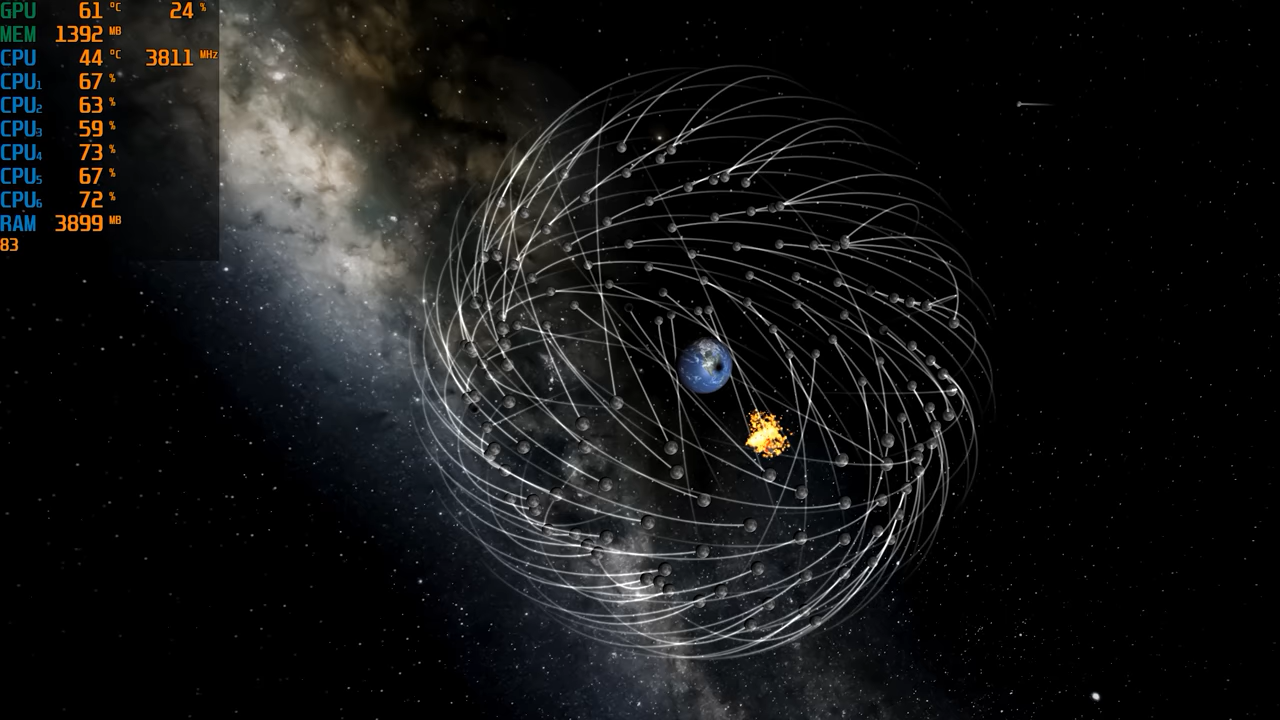 GPU 61 °C 24 %
MEM 1392 MB
CPU 44 °C 3811 MHz
CPU1 67 %
CPU2 63 %
CPU3 59 %
CPU4 73 %
CPU5 67 %
CPU6 72 %
RAM 3899 MB
83